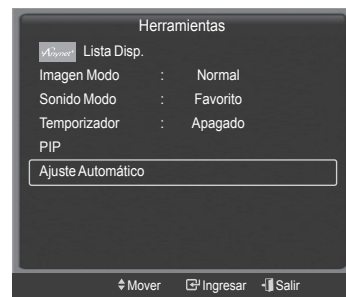 Herramientas
Anynet+ Lista Disp.
Imagen Modo : Normal
Sonido Modo : Favorito
Temporizador : Apagado
PIP
Ajuste Automático
Mover Ingresar Salir